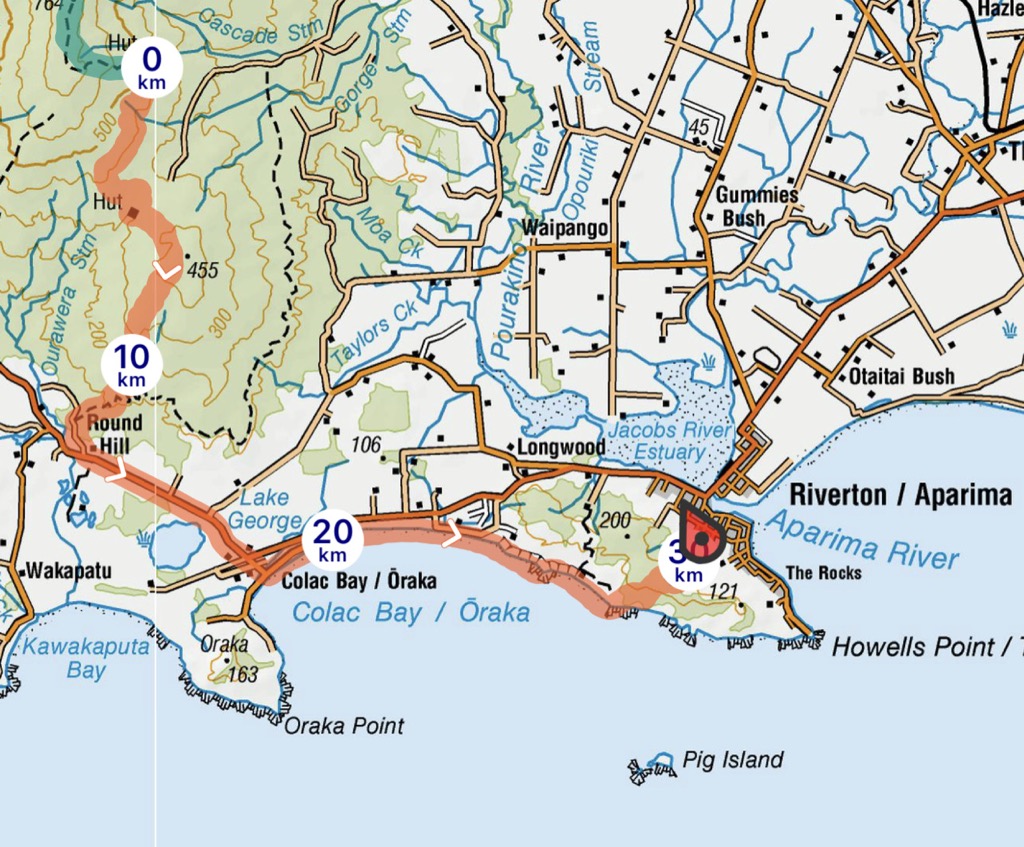 764
Hut
0
km
Cascade Stm
Gorge Stm
Hazle
500
Stream
45
River
Hut
Opouriki
Gummies
Bush
Moa Ck
Waipango
455
Ourawera Stm
200
300
Taylors Ck
Pourakino
10
km
Otaitai Bush
Round
Hill
106
Longwood
Jacobs River
Estuary
Lake
George
Riverton / Aparima
200
20
km
Aparima River
3
km
Wakapatu
Colac Bay / Ōraka
The Rocks
121
Colac Bay / Ōraka
Kawakaputa
Bay
Oraka
163
Howells Point / T
Oraka Point
Pig Island